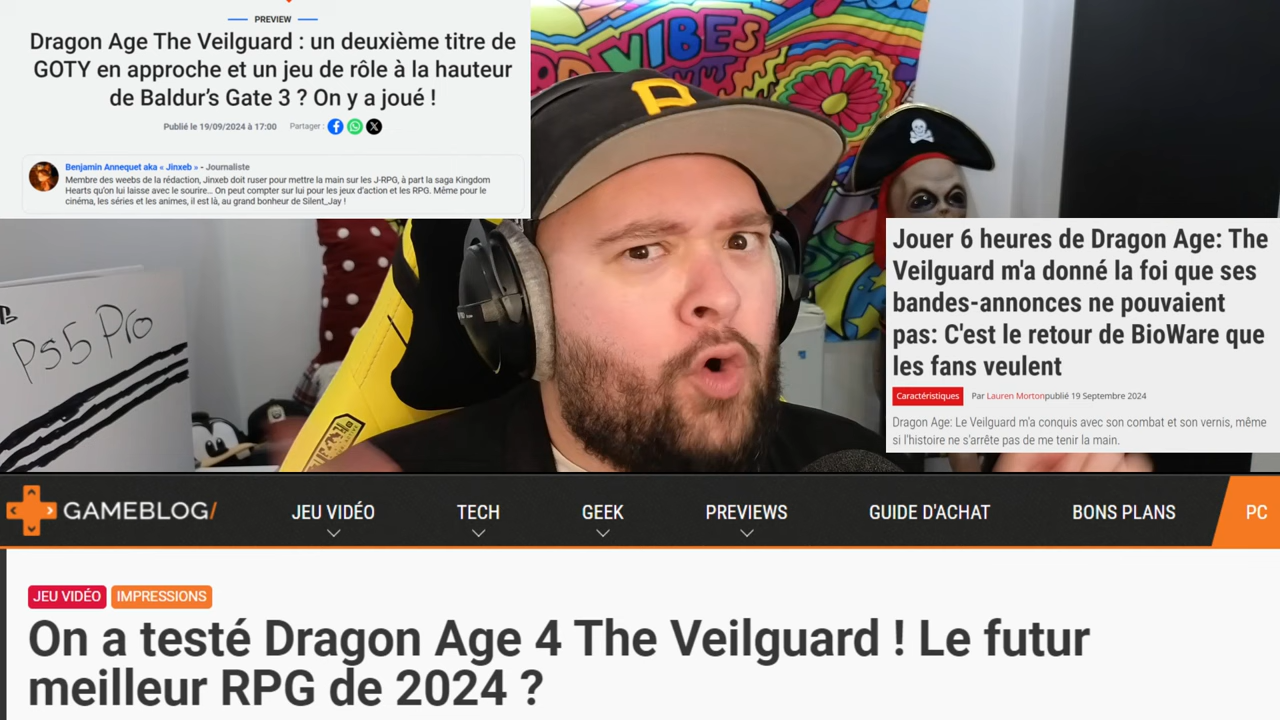 PREVIEW
Dragon Age The Veilguard : un deuxième titre de
GOTY en approche et un jeu de rôle à la hauteur
de Baldur's Gate 3 ? On y a joué !
Publié le 19/09/2024 à 17:00 Partager :
Benjamin Annequet aka « Jinxeb » - Journaliste
Membre des weebs de la rédaction, Jinxeb doit ruser pour mettre la main sur les J-RPG, à part la saga Kingdom
Hearts qu'on lui laisse avec le sourire... On peut compter sur lui pour les jeux d'action et les RPG. Même pour le
cinéma, les séries et les animes, il est là, au grand bonheur de Silent_Jay !
VIBES
P
Ps5 Pro
Jouer 6 heures de Dragon Age: The
Veilguard m'a donné la foi que ses
bandes-annonces ne pouvaient
pas: C'est le retour de BioWare que
les fans veulent
Caractéristiques Par Lauren Mortonpublié 19 Septembre 2024
Dragon Age: Le Veilguard m'a conquis avec son combat et son vernis, même
si l'histoire ne s'arrête pas de me tenir la main.
GAMEBLOG/ JEU VIDÉO TECH GEEK PREVIEWS GUIDE D'ACHAT BONS PLANS PC
JEU VIDÉO IMPRESSIONS
On a testé Dragon Age 4 The Veilguard ! Le futur
meilleur RPG de 2024 ?